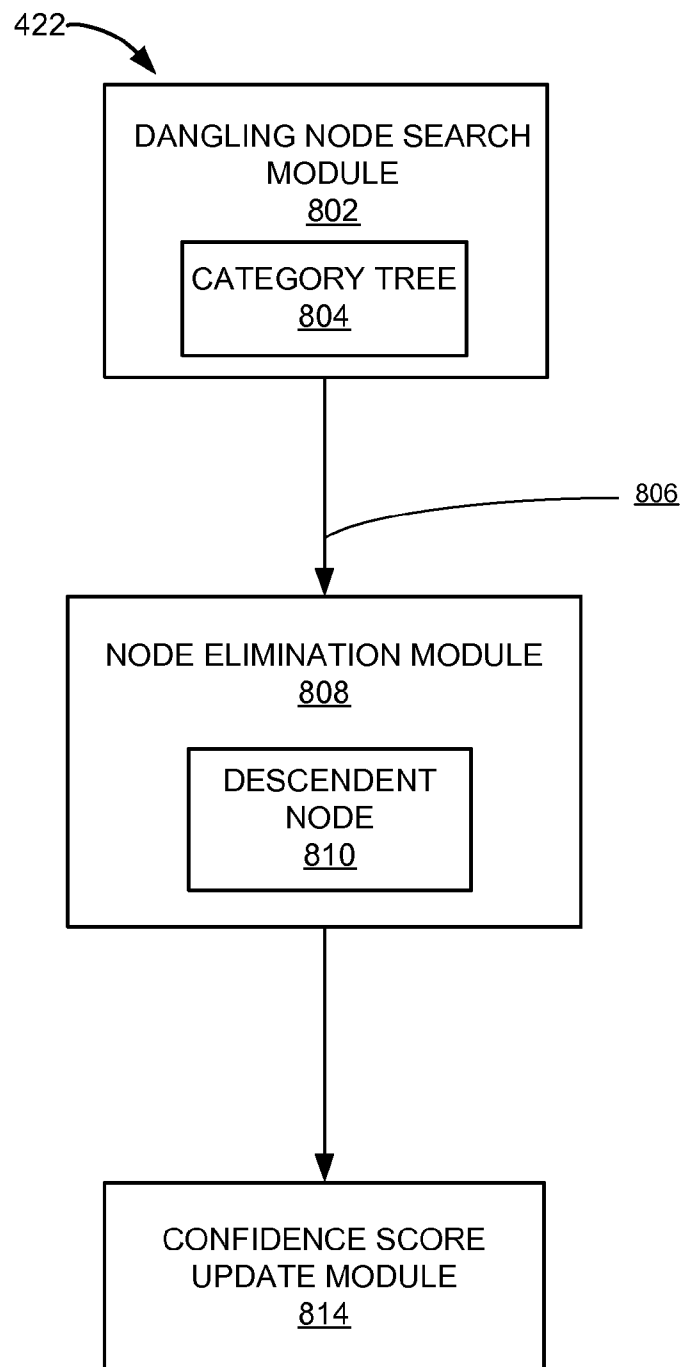 422
DANGLING NODE SEARCH
MODULE
802
CATEGORY TREE
804
806
NODE ELIMINATION MODULE
808
DESCENDENT
NODE
810
CONFIDENCE SCORE
UPDATE MODULE
814